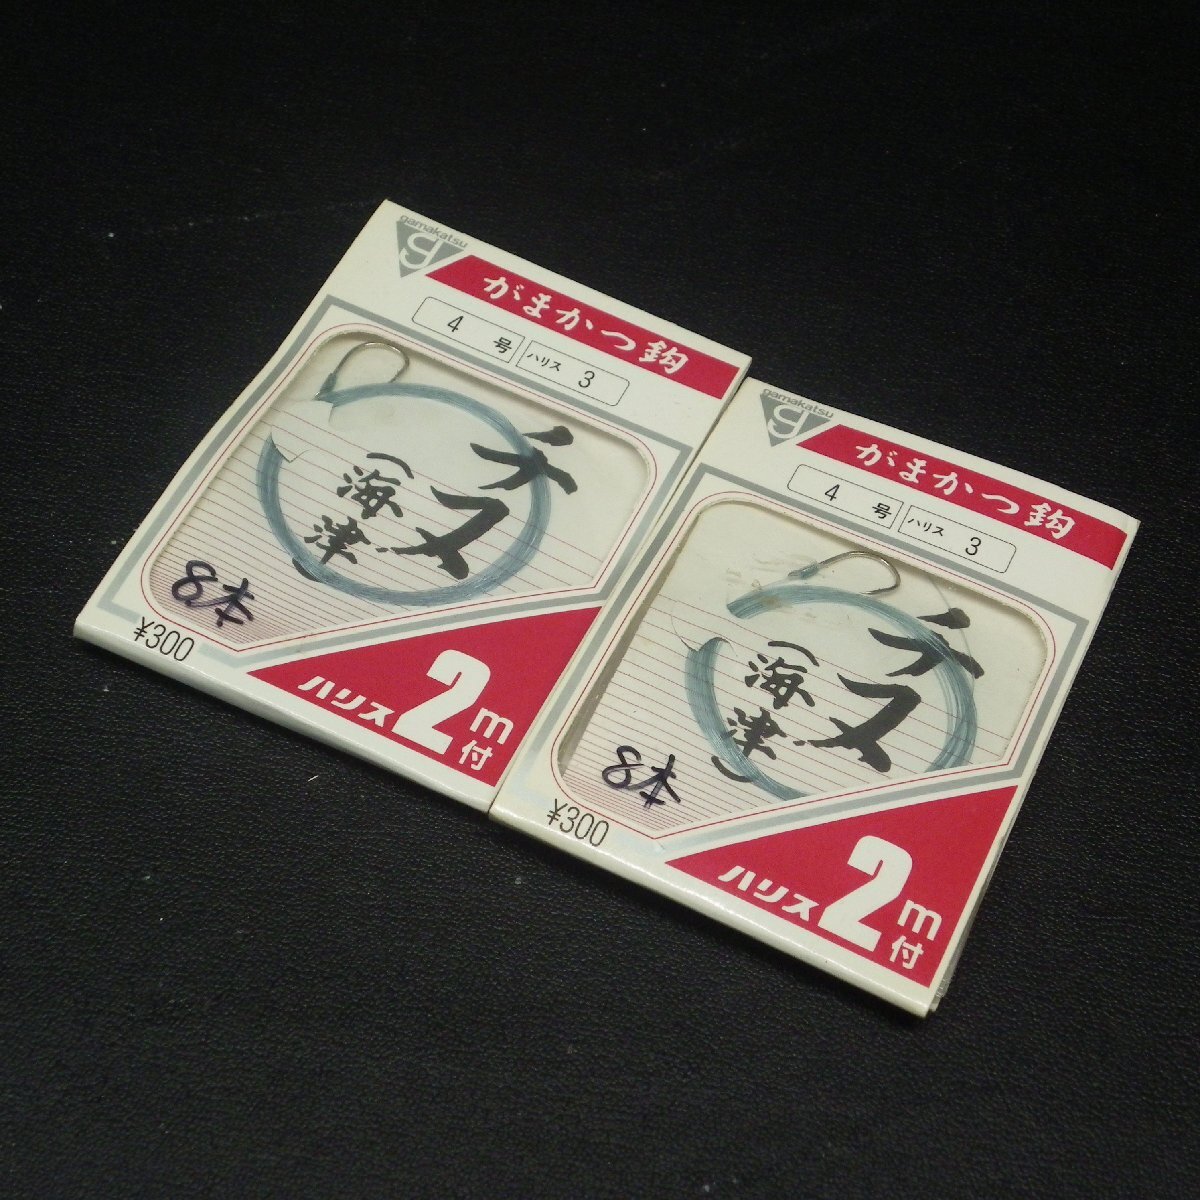 gamakatsu
がまかつ鈎
4号 ハリス 3
チヌ
(海津)
8本
¥300
ハリス2m付
gamakatsu
がまかつ鈎
4号 ハリス 3
チヌ
(海津)
8本
¥300
ハリス2m付